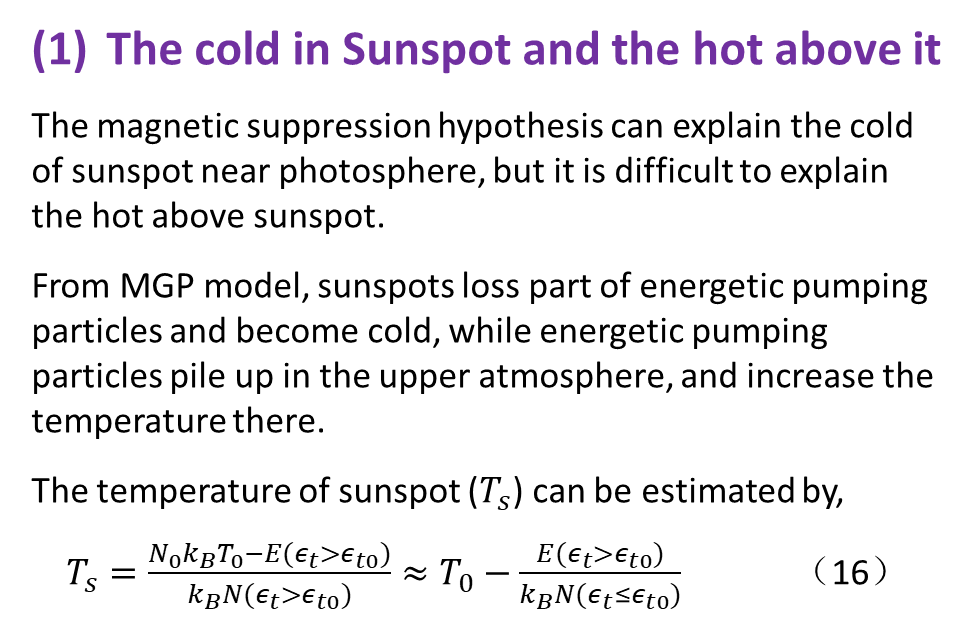 (1) The cold in Sunspot and the hot above it
The magnetic suppression hypothesis can explain the cold
of sunspot near photosphere, but it is difficult to explain
the hot above sunspot.
From MGP model, sunspots loss part of energetic pumping
particles and become cold, while energetic pumping
particles pile up in the upper atmosphere, and increase the
temperature there.
The temperature of sunspot (𝑇ₛ) can be estimated by,
$T_s = \frac{N_0 k_B T_0 - E(\epsilon_t > \epsilon_{t0})}{k_B N(\epsilon_t > \epsilon_{t0})} \approx T_0 - \frac{E(\epsilon_t > \epsilon_{t0})}{k_B N(\epsilon_t \leq \epsilon_{t0})}$ （16）